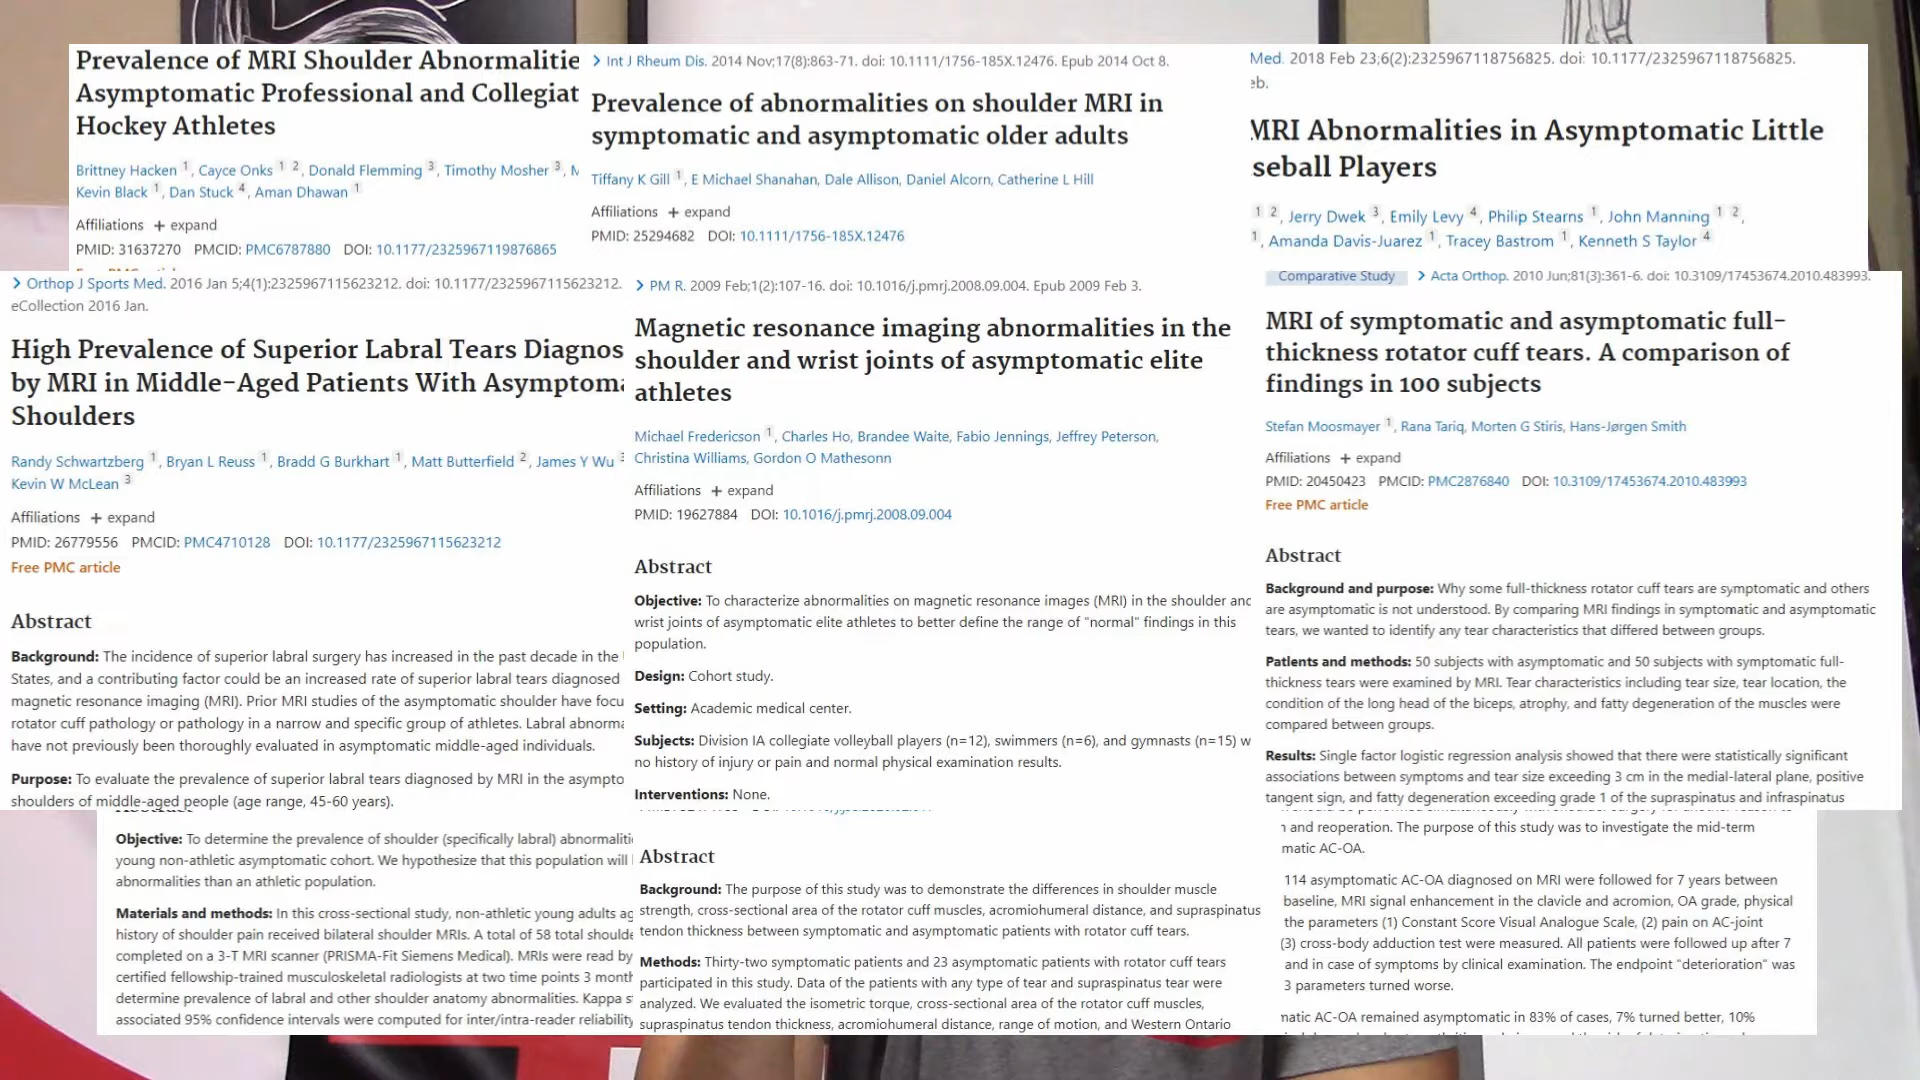 Prevalence of MRI Shoulder Abnormalitie
Asymptomatic Professional and Collegiat
Hockey Athletes
Brittney Hacken 1, Cayce Onks 1 2, Donald Flemming 3, Timothy Mosher 3, M
Kevin Black 1, Dan Stuck 4, Aman Dhawan 1
Affiliations + expand
PMID: 31637270 PMCID: PMC6787880 DOI: 10.1177/2325967119876865
> Int J Rheum Dis. 2014 Nov;17(8):863-71. doi: 10.1111/1756-185X.12476. Epub 2014 Oct 8.
Prevalence of abnormalities on shoulder MRI in
symptomatic and asymptomatic older adults
Tiffany K Gill 1, E Michael Shanahan, Dale Allison, Daniel Alcorn, Catherine L Hill
Affiliations + expand
PMID: 25294682 DOI: 10.1111/1756-185X.12476
Med. 2018 Feb 23;6(2):2325967118756825. doi: 10.1177/2325967118756825.
eb.
MRI Abnormalities in Asymptomatic Little
seball Players
1 2, Jerry Dwek 3, Emily Levy 4, Philip Stearns 1, John Manning 1 2,
1, Amanda Davis-Juarez 1, Tracey Bastrom 1, Kenneth S Taylor 4
> Orthop J Sports Med. 2016 Jan 5;4(1):2325967115623212. doi: 10.1177/2325967115623212.
eCollection 2016 Jan.
High Prevalence of Superior Labral Tears Diagnos
by MRI in Middle-Aged Patients With Asymptoma
Shoulders
Randy Schwartzberg 1, Bryan L Reuss 1, Bradd G Burkhart 1, Matt Butterfield 2, James Y Wu 3
Kevin W McLean 3
Affiliations + expand
PMID: 26779556 PMCID: PMC4710128 DOI: 10.1177/2325967115623212
Free PMC article
Abstract
Background: The incidence of superior labral surgery has increased in the past decade in the
States, and a contributing factor could be an increased rate of superior labral tears diagnosed
magnetic resonance imaging (MRI). Prior MRI studies of the asymptomatic shoulder have focu
rotator cuff pathology or pathology in a narrow and specific group of athletes. Labral abnorma
have not previously been thoroughly evaluated in asymptomatic middle-aged individuals.
Purpose: To evaluate the prevalence of superior labral tears diagnosed by MRI in the asympto
shoulders of middle-aged people (age range, 45-60 years).
> PM R. 2009 Feb;1(2):107-16. doi: 10.1016/j.pmrj.2008.09.004. Epub 2009 Feb 3.
Magnetic resonance imaging abnormalities in the
shoulder and wrist joints of asymptomatic elite
athletes
Michael Fredericson 1, Charles Ho, Brandee Waite, Fabio Jennings, Jeffrey Peterson,
Christina Williams, Gordon O Mathesonn
Affiliations + expand
PMID: 19627884 DOI: 10.1016/j.pmrj.2008.09.004
Abstract
Objective: To characterize abnormalities on magnetic resonance images (MRI) in the shoulder and
wrist joints of asymptomatic elite athletes to better define the range of "normal" findings in this
population.
Design: Cohort study.
Setting: Academic medical center.
Subjects: Division IA collegiate volleyball players (n=12), swimmers (n=6), and gymnasts (n=15) w
no history of injury or pain and normal physical examination results.
Interventions: None.
Comparative Study > Acta Orthop. 2010 Jun;81(3):361-6. doi: 10.3109/17453674.2010.483993.
MRI of symptomatic and asymptomatic full-
thickness rotator cuff tears. A comparison of
findings in 100 subjects
Stefan Moosmayer 1, Rana Tariq, Morten G Stiris, Hans-Jørgen Smith
Affiliations + expand
PMID: 20450423 PMCID: PMC2876840 DOI: 10.3109/17453674.2010.483993
Free PMC article
Abstract
Background and purpose: Why some full-thickness rotator cuff tears are symptomatic and others
are asymptomatic is not understood. By comparing MRI findings in symptomatic and asymptomatic
tears, we wanted to identify any tear characteristics that differed between groups.
Patients and methods: 50 subjects with asymptomatic and 50 subjects with symptomatic full-
thickness tears were examined by MRI. Tear characteristics including tear size, tear location, the
condition of the long head of the biceps, atrophy, and fatty degeneration of the muscles were
compared between groups.
Results: Single factor logistic regression analysis showed that there were statistically significant
associations between symptoms and tear size exceeding 3 cm in the medial-lateral plane, positive
tangent sign, and fatty degeneration exceeding grade 1 of the supraspinatus and infraspinatus
Objective: To determine the prevalence of shoulder (specifically labral) abnormaliti
young non-athletic asymptomatic cohort. We hypothesize that this population will
abnormalities than an athletic population.
Materials and methods: In this cross-sectional study, non-athletic young adults ag
history of shoulder pain received bilateral shoulder MRIs. A total of 58 total shoulde
completed on a 3-T MRI scanner (PRISMA-Fit Siemens Medical). MRIs were read by
certified fellowship-trained musculoskeletal radiologists at two time points 3 month
determine prevalence of labral and other shoulder anatomy abnormalities. Kappa s
associated 95% confidence intervals were computed for inter/intra-reader reliability
Abstract
Background: The purpose of this study was to demonstrate the differences in shoulder muscle
strength, cross-sectional area of the rotator cuff muscles, acromiohumeral distance, and supraspinatus
tendon thickness between symptomatic and asymptomatic patients with rotator cuff tears.
Methods: Thirty-two symptomatic patients and 23 asymptomatic patients with rotator cuff tears
participated in this study. Data of the patients with any type of tear and supraspinatus tear were
analyzed. We evaluated the isometric torque, cross-sectional area of the rotator cuff muscles,
supraspinatus tendon thickness, acromiohumeral distance, range of motion, and Western Ontario
n and reoperation. The purpose of this study was to investigate the mid-term
matic AC-OA.
114 asymptomatic AC-OA diagnosed on MRI were followed for 7 years between
baseline, MRI signal enhancement in the clavicle and acromion, OA grade, physical
the parameters (1) Constant Score Visual Analogue Scale, (2) pain on AC-joint
(3) cross-body adduction test were measured. All patients were followed up after 7
and in case of symptoms by clinical examination. The endpoint "deterioration" was
3 parameters turned worse.
matic AC-OA remained asymptomatic in 83% of cases, 7% turned better, 10%